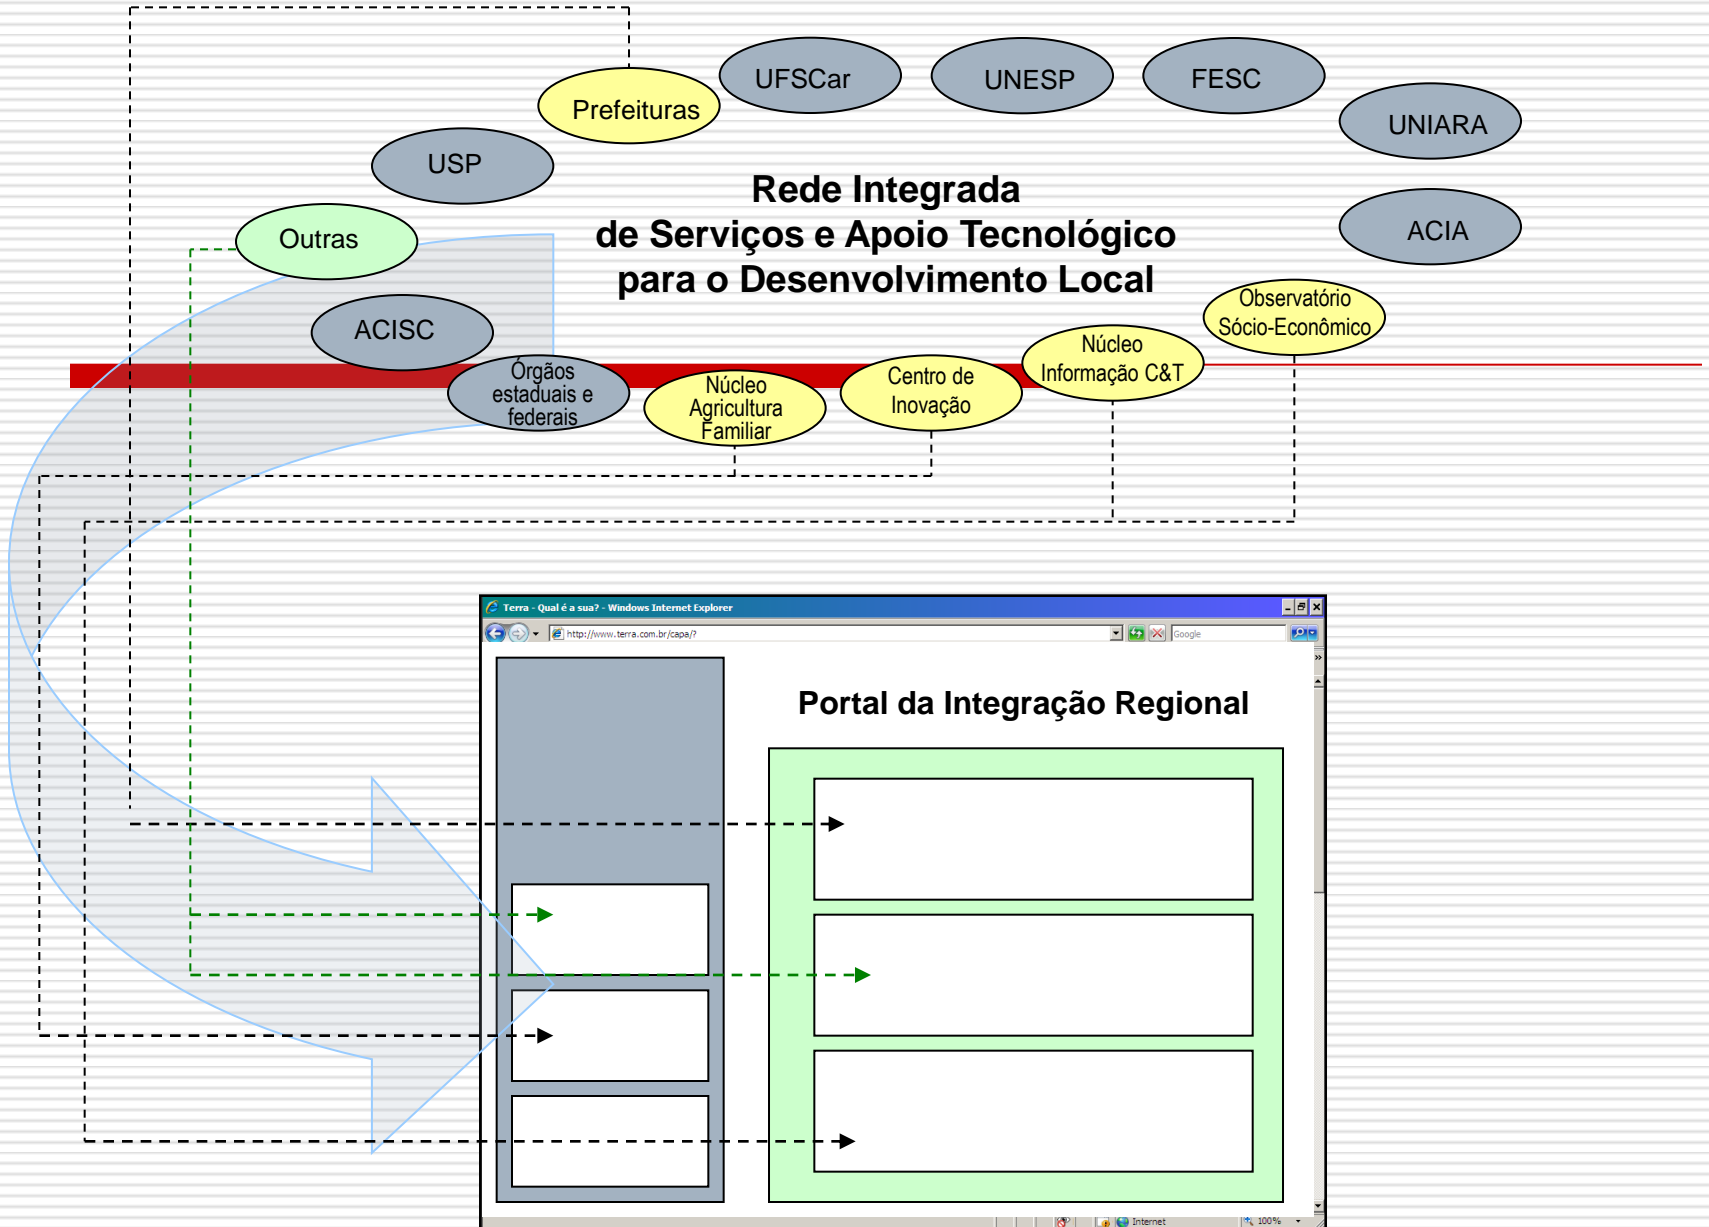 UFSCar
UNESP
FESC
Prefeituras
UNIARA
USP
Rede Integrada
de Serviços e Apoio Tecnológico
para o Desenvolvimento Local
Outras
ACIA
ACISC
Observatório
Sócio-Econômico
Núcleo
Informação C&T
Órgãos
estaduais e
federais
Núcleo
Agricultura
Familiar
Centro de
Inovação
Terra - Qual é a sua? - Windows Internet Explorer
http://www.terra.com.br/capa/?
Google
Portal da Integração Regional
Internet
100%